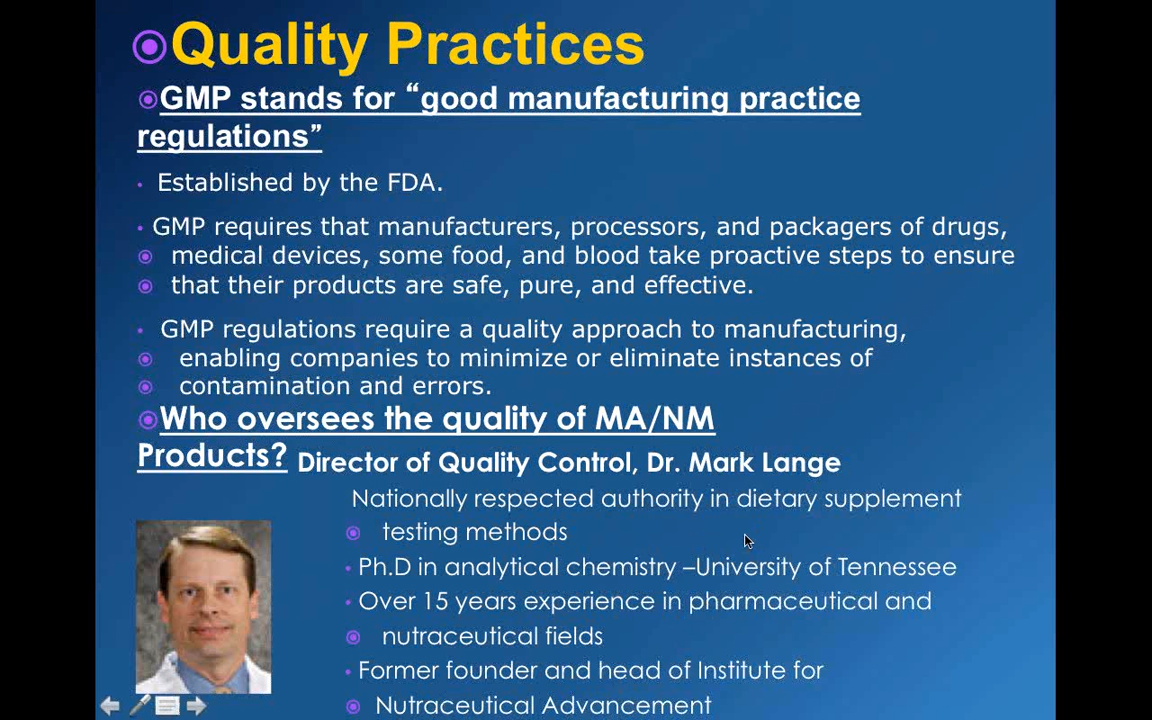 Quality Practices
GMP stands for “good manufacturing practice
regulations”
Established by the FDA.
GMP requires that manufacturers, processors, and packagers of drugs,
medical devices, some food, and blood take proactive steps to ensure
that their products are safe, pure, and effective.
GMP regulations require a quality approach to manufacturing,
enabling companies to minimize or eliminate instances of
contamination and errors.
Who oversees the quality of MA/NM
Products? Director of Quality Control, Dr. Mark Lange
Nationally respected authority in dietary supplement
testing methods
Ph.D in analytical chemistry –University of Tennessee
Over 15 years experience in pharmaceutical and
nutraceutical fields
Former founder and head of Institute for
Nutraceutical Advancement